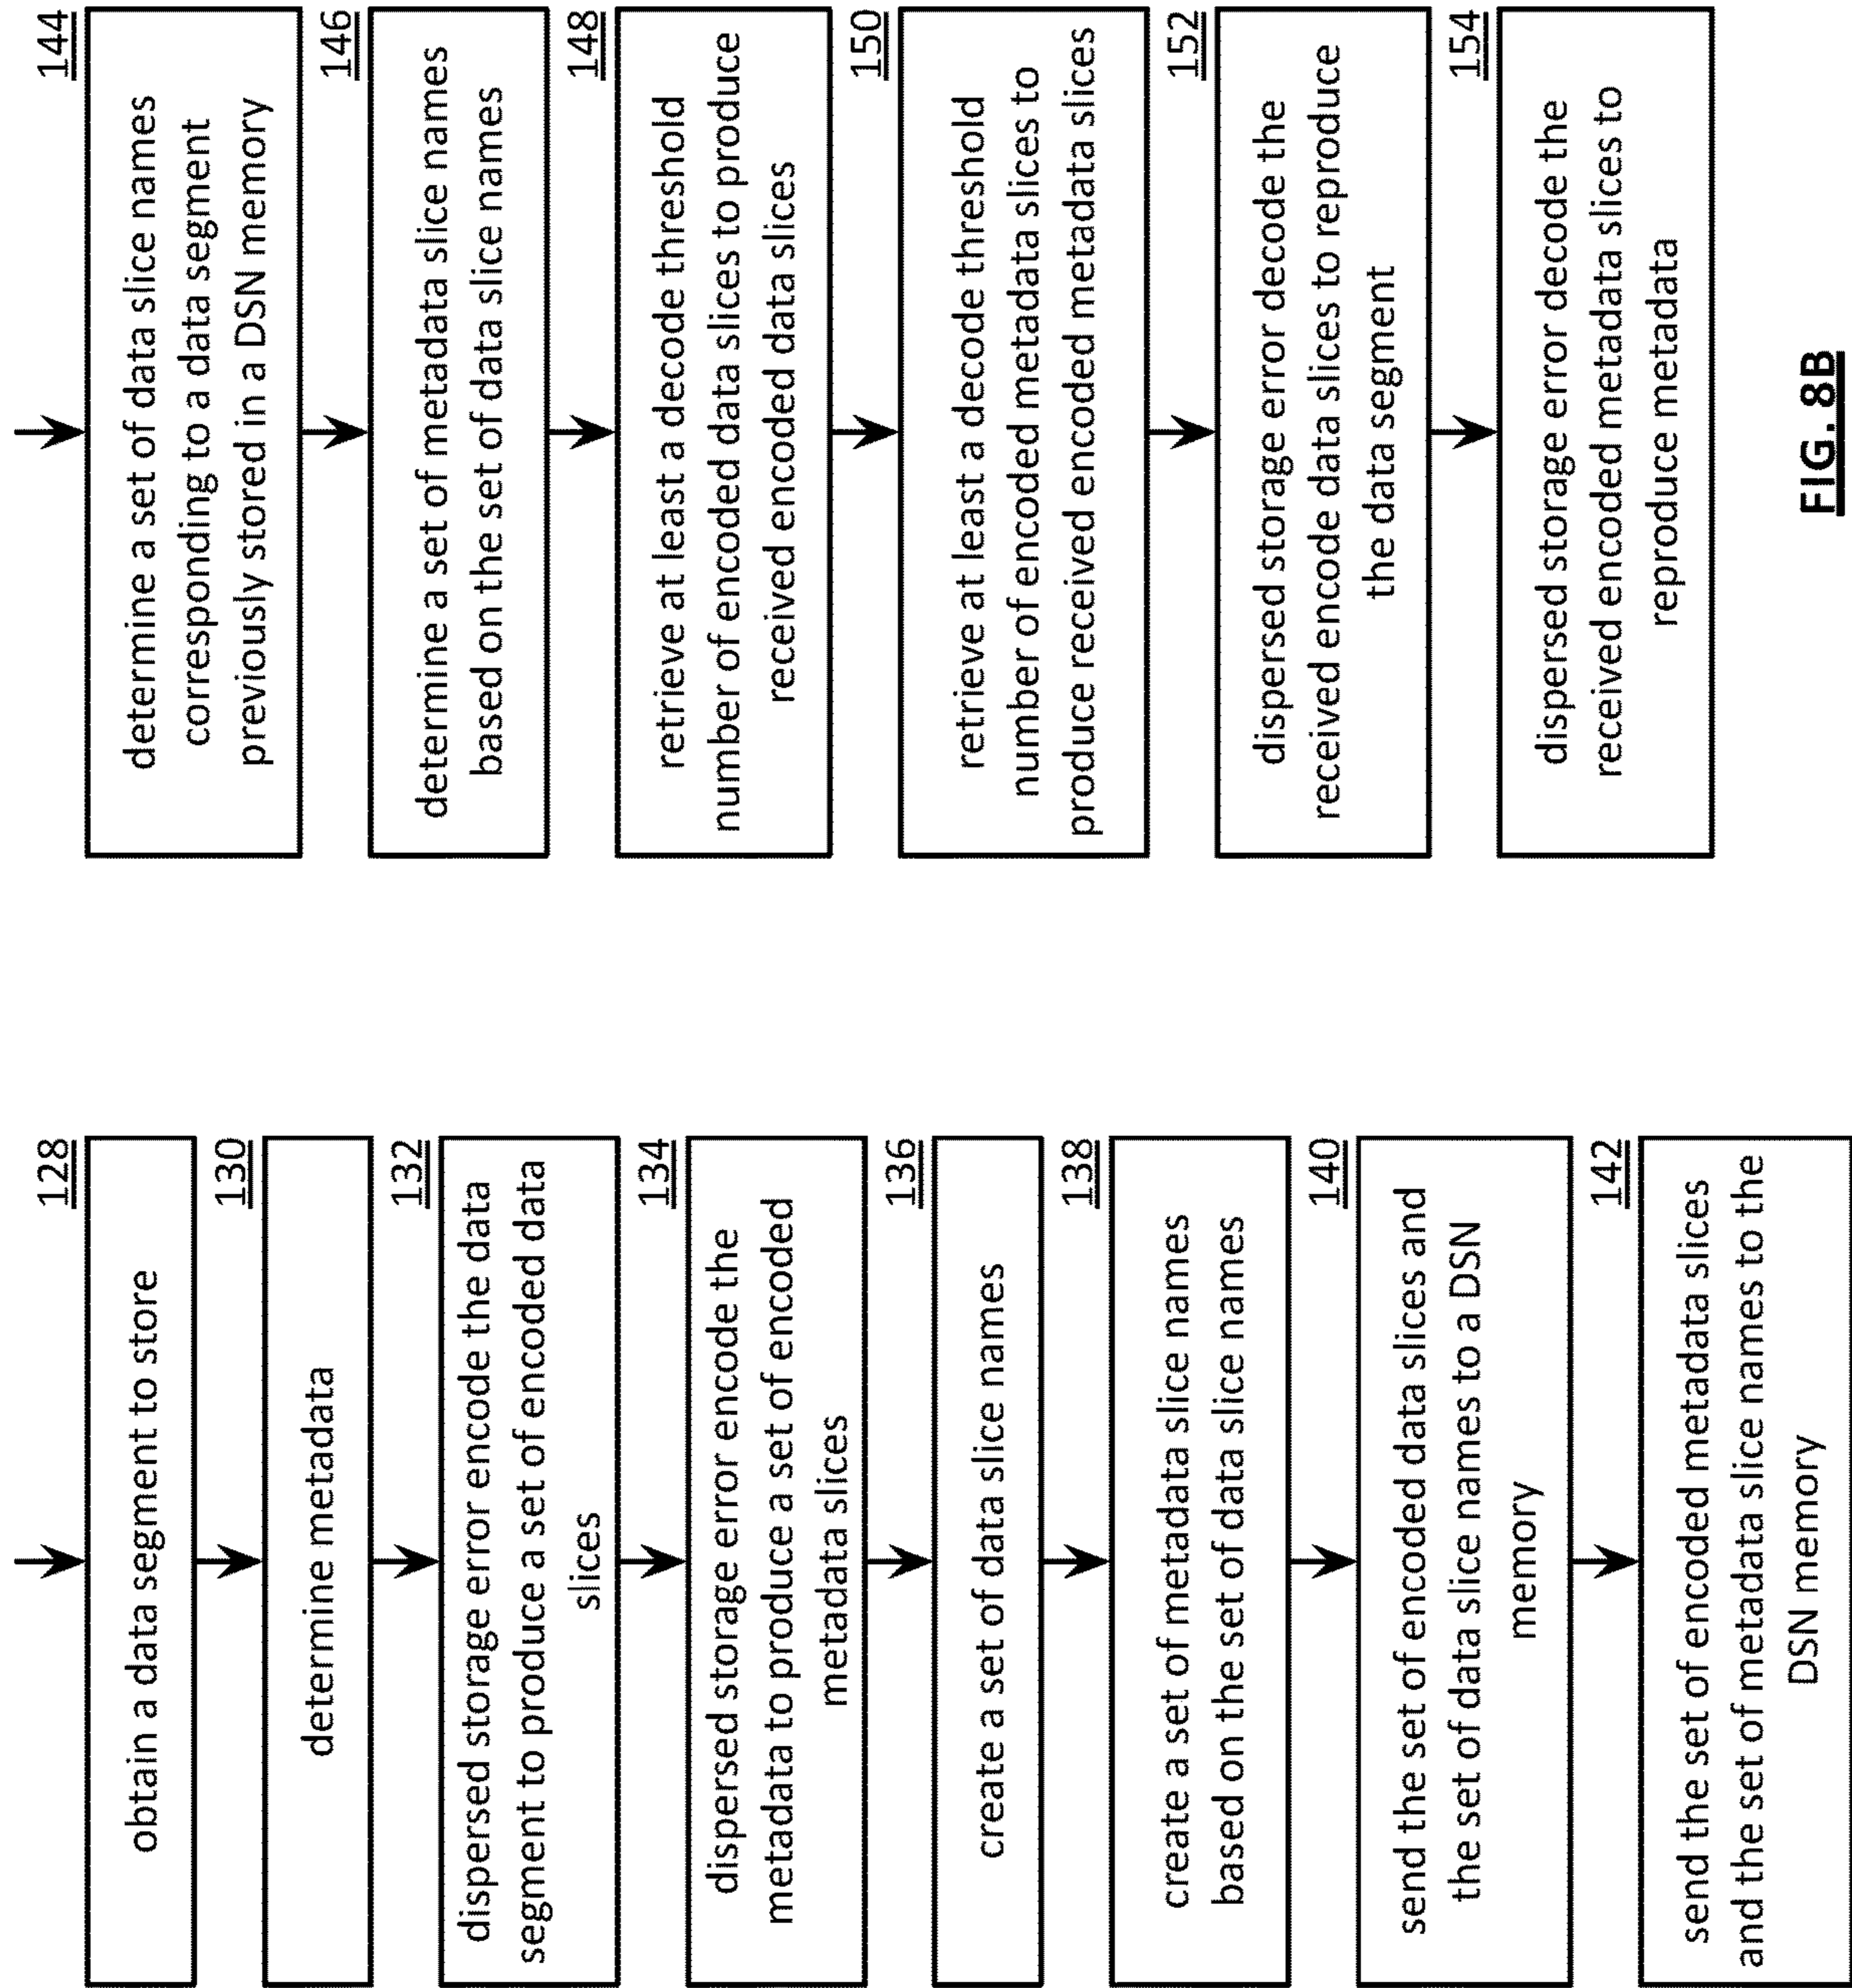 128
obtain a data segment to store
130
determine metadata
132
dispersed storage error encode the data
segment to produce a set of encoded data
slices
134
dispersed storage error encode the
metadata to produce a set of encoded
metadata slices
136
create a set of data slice names
138
create a set of metadata slice names
based on the set of data slice names
140
send the set of encoded data slices and
the set of data slice names to a DSN
memory
142
send the set of encoded metadata slices
and the set of metadata slice names to the
DSN memory
144
determine a set of data slice names
corresponding to a data segment
previously stored in a DSN memory
146
determine a set of metadata slice names
based on the set of data slice names
148
retrieve at least a decode threshold
number of encoded data slices to produce
received encoded data slices
150
retrieve at least a decode threshold
number of encoded metadata slices to
produce received encoded metadata slices
152
dispersed storage error decode the
received encode data slices to reproduce
the data segment
154
dispersed storage error decode the
received encoded metadata slices to
reproduce metadata
FIG. 8B